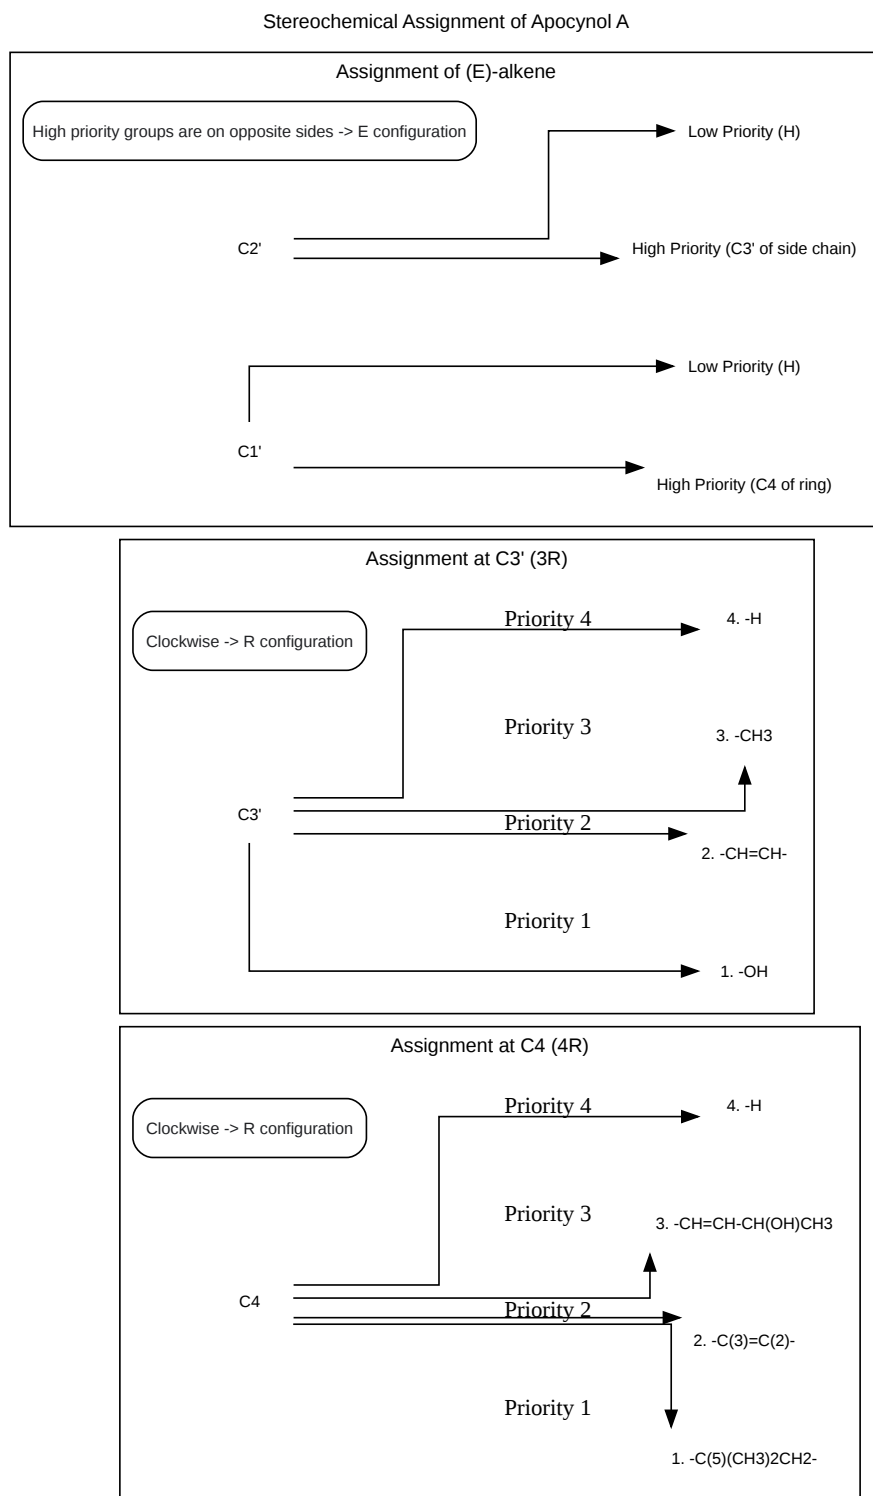 Stereochemical Assignment of Apocynol A
Assignment of (E)-alkene
High priority groups are on opposite sides -> E configuration
Low Priority (H)
C2'
High Priority (C3' of side chain)
Low Priority (H)
C1'
High Priority (C4 of ring)
Assignment at C3' (3R)
Clockwise -> R configuration
Priority 4
4. -H
Priority 3
3. -CH3
C3'
Priority 2
2. -CH=CH-
Priority 1
1. -OH
Assignment at C4 (4R)
Clockwise -> R configuration
Priority 4
4. -H
Priority 3
3. -CH=CH-CH(OH)CH3
C4
Priority 2
2. -C(3)=C(2)-
Priority 1
1. -C(5)(CH3)2CH2-